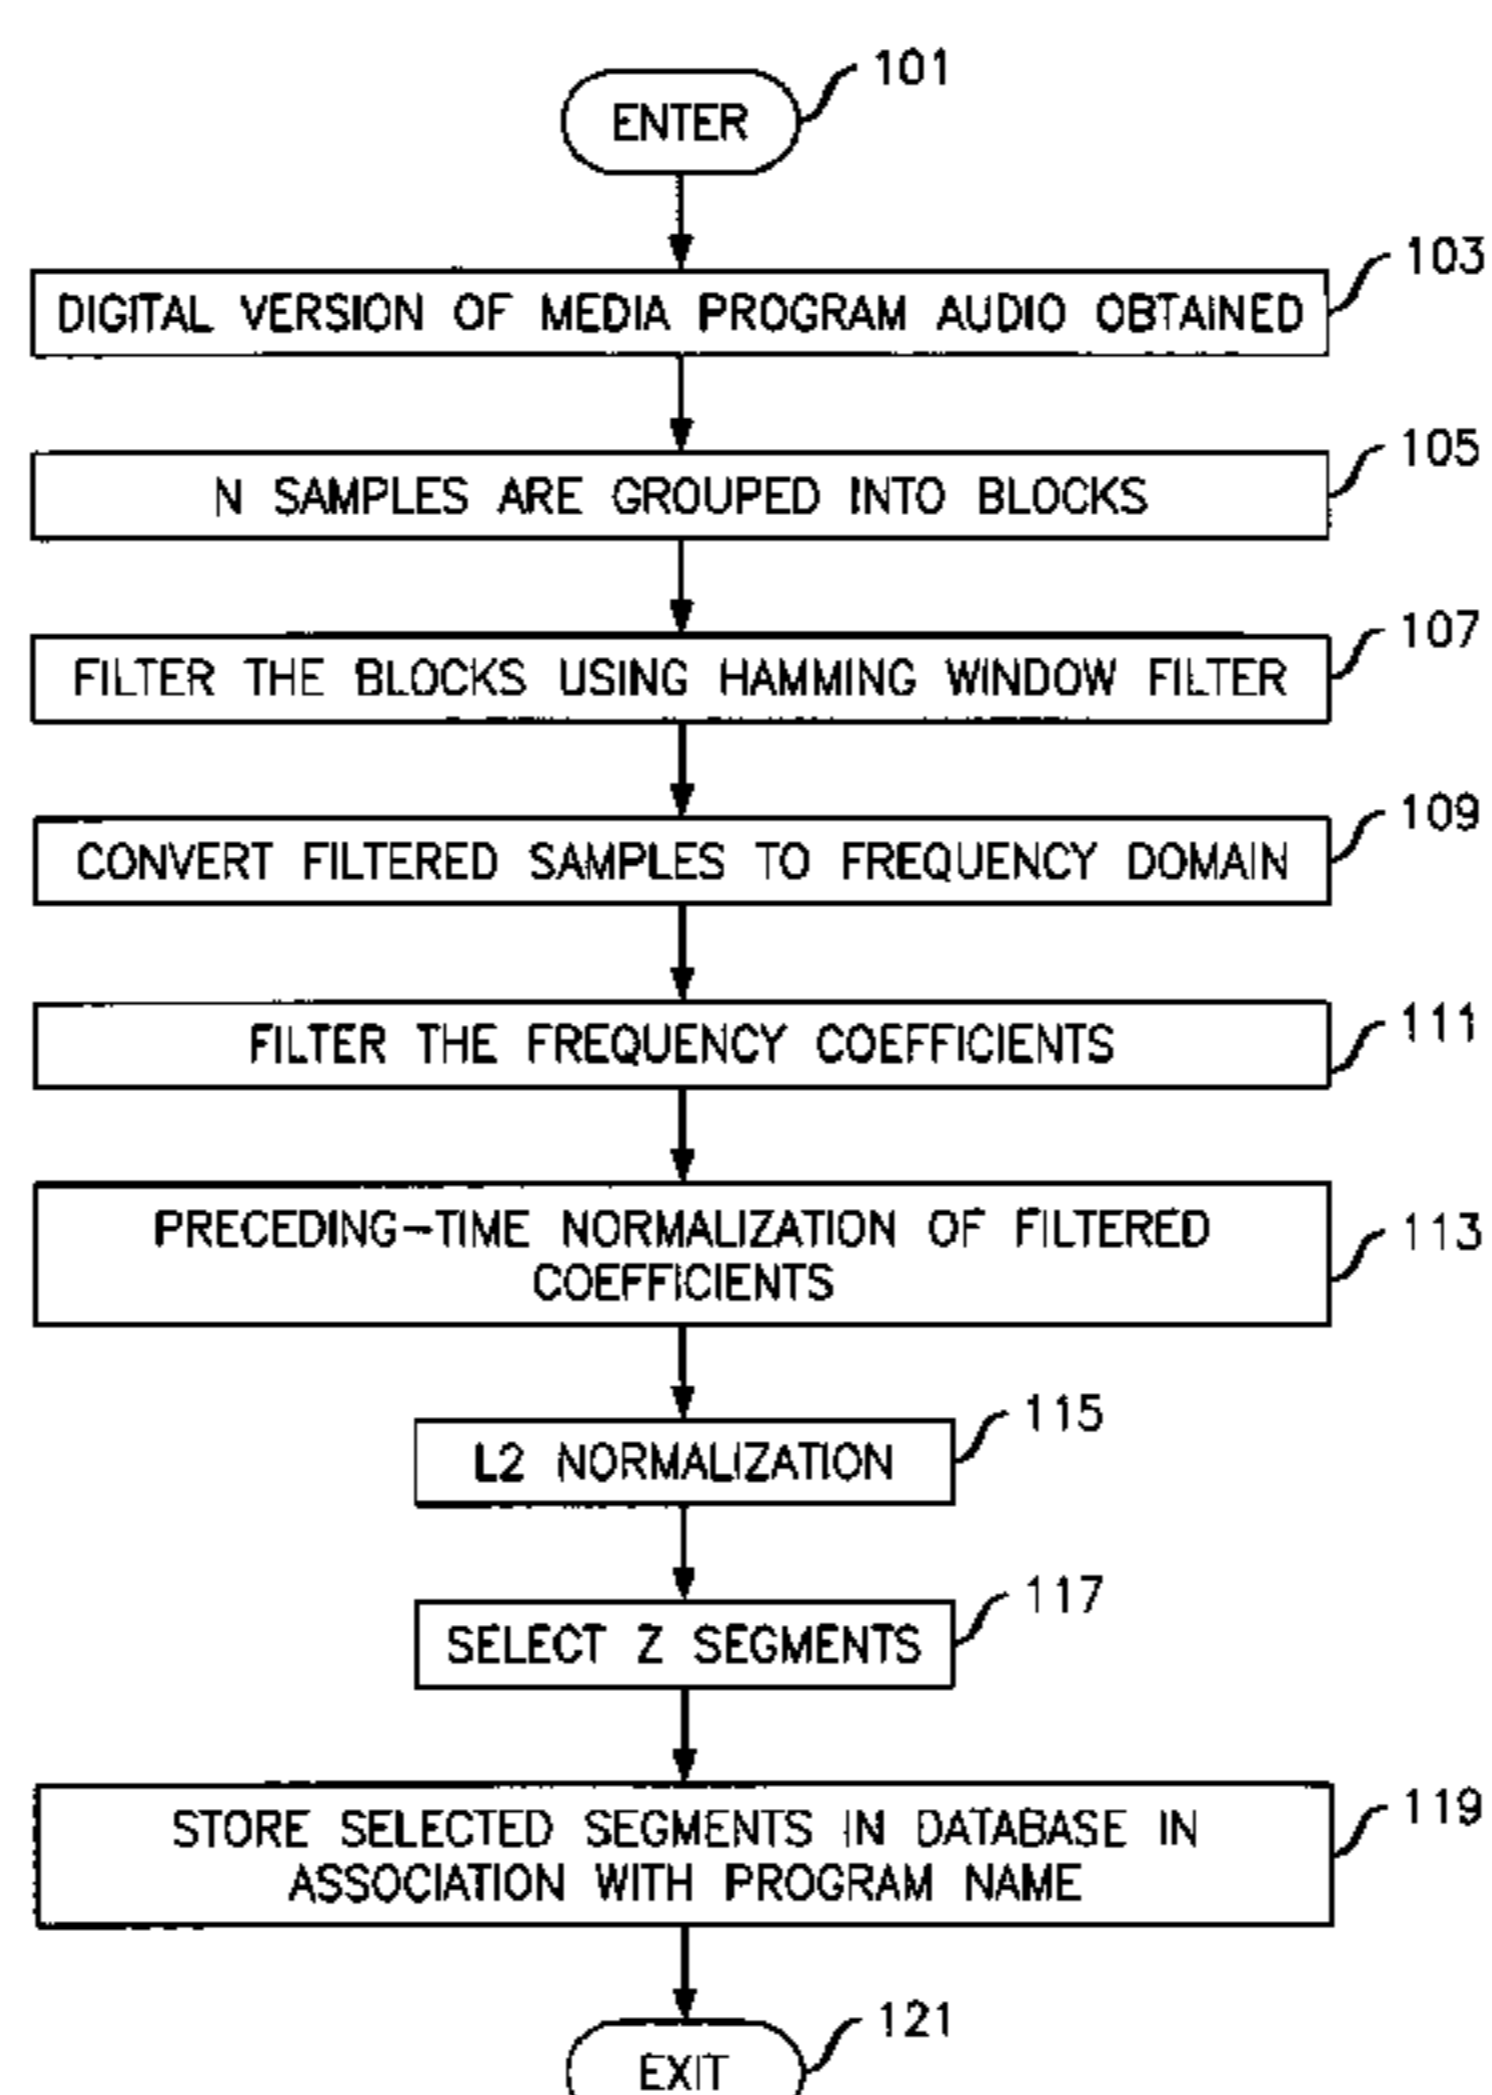 101
ENTER
103
DIGITAL VERSION OF MEDIA PROGRAM AUDIO OBTAINED
105
N SAMPLES ARE GROUPED INTO BLOCKS
107
FILTER THE BLOCKS USING HAMMING WINDOW FILTER
109
CONVERT FILTERED SAMPLES TO FREQUENCY DOMAIN
111
FILTER THE FREQUENCY COEFFICIENTS
113
PRECEDING-TIME NORMALIZATION OF FILTERED
COEFFICIENTS
115
L2 NORMALIZATION
117
SELECT Z SEGMENTS
119
STORE SELECTED SEGMENTS IN DATABASE IN
ASSOCIATION WITH PROGRAM NAME
121
EXIT